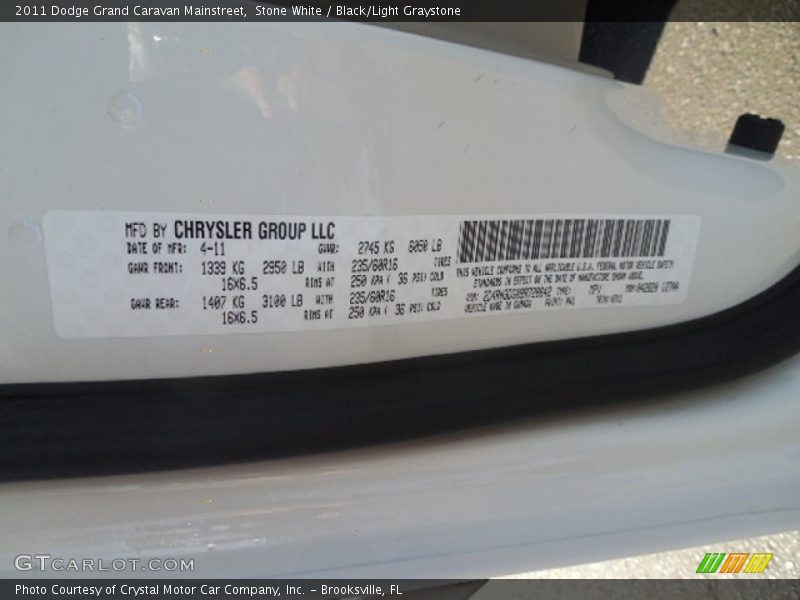 2011 Dodge Grand Caravan Mainstreet,  Stone White / Black/Light Graystone
MFD BY CHRYSLER GROUP LLC
DATE OF MFR: 4-11 GVWR: 2745 KG 6050 LB
GAWR FRONT: 1339 KG 2950 LB WITH 235/60R16 TIRES
16X6.5 RIMS AT 250 KPA ( 36 PSI) COLD
GAWR REAR: 1407 KG 3100 LB WITH 235/60R16 TIRES
16X6.5 RIMS AT 250 KPA ( 36 PSI) COLD
THIS VEHICLE CONFORMS TO ALL APPLICABLE U.S.A. FEDERAL MOTOR VEHICLE SAFETY
STANDARDS IN EFFECT ON THE DATE OF MANUFACTURE SHOWN ABOVE.
VIN: TYPE: MPV
VEHICLE MADE IN CANADA PAINT: PW1 TRIM:
GTCARLOT.COM
Photo Courtesy of Crystal Motor Car Company, Inc. – Brooksville, FL